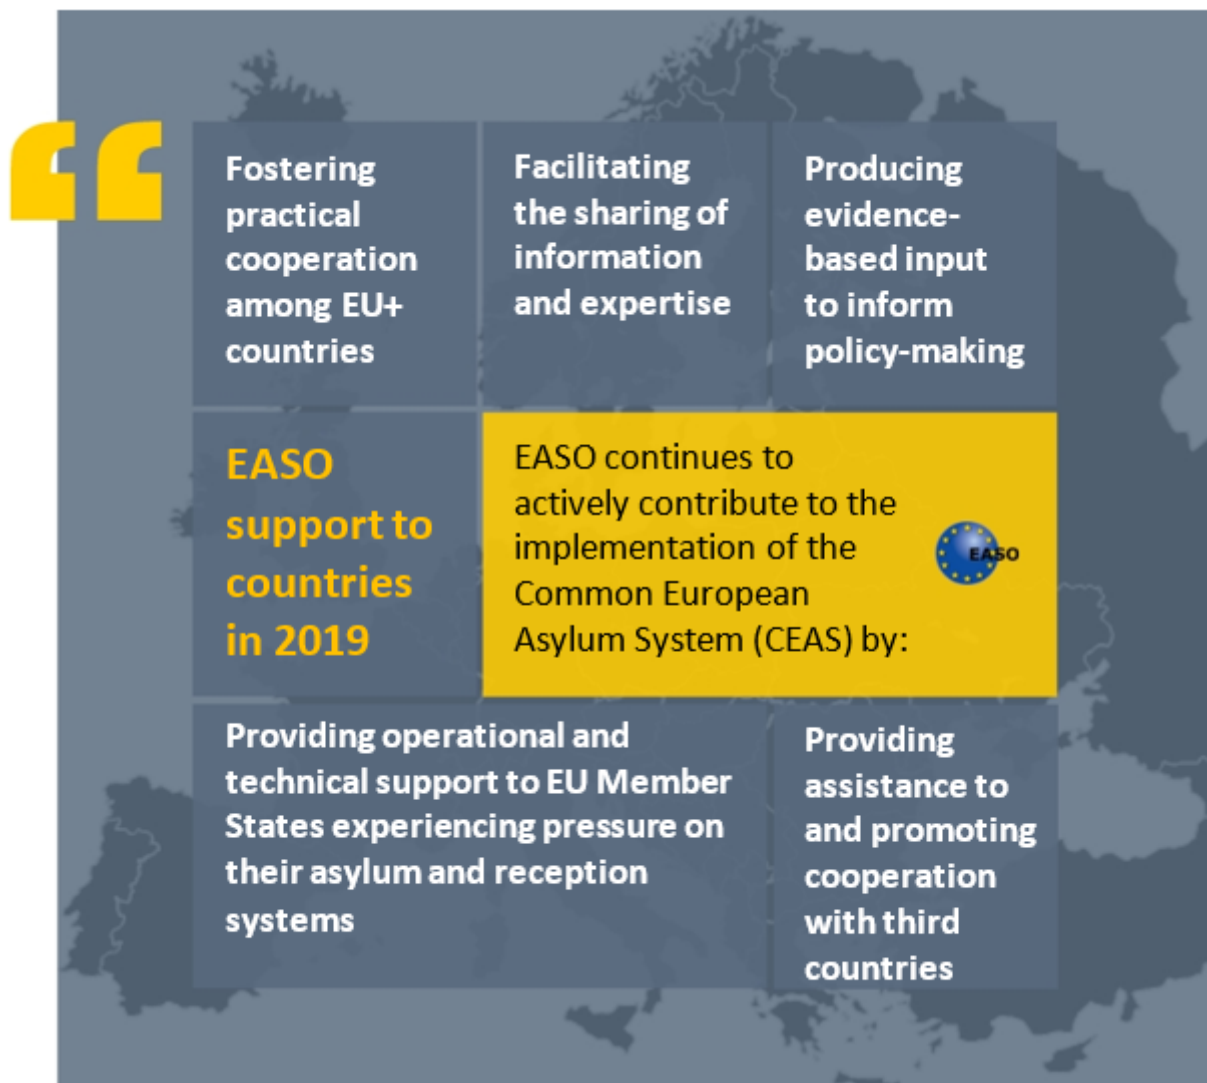 “
Fostering
practical
cooperation
among EU+
countries
Facilitating
the sharing of
information
and expertise
Producing
evidence-
based input
to inform
policy-making
EASO
support to
countries
in 2019
EASO continues to
actively contribute to the
implementation of the
Common European
Asylum System (CEAS) by:
EASO
Providing operational and
technical support to EU Member
States experiencing pressure on
their asylum and reception
systems
Providing
assistance to
and promoting
cooperation
with third
countries